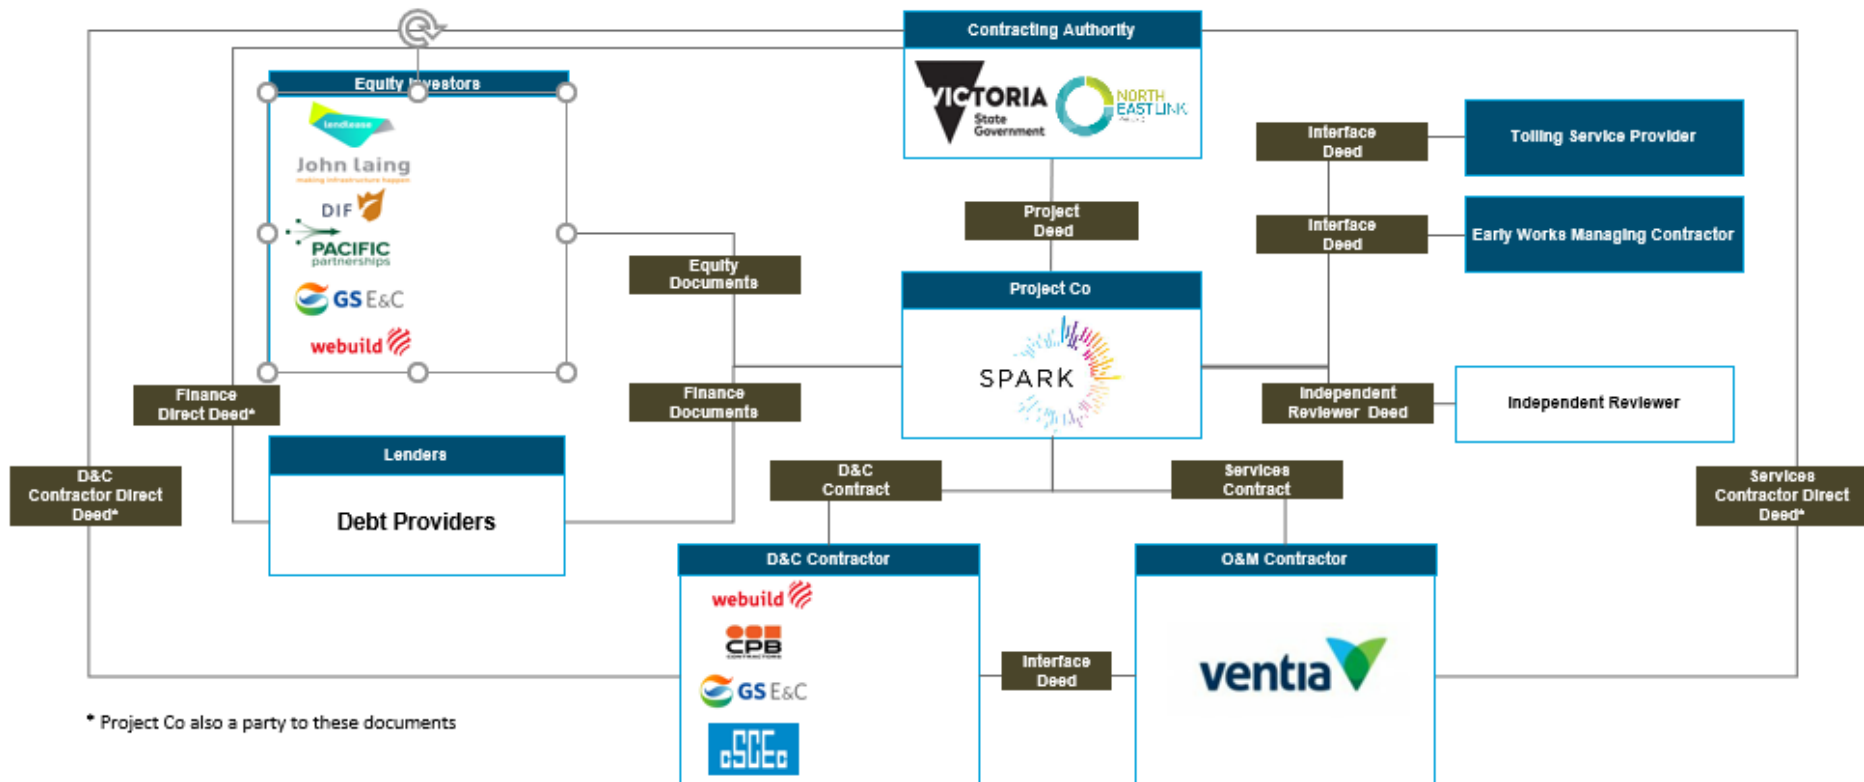 Contracting Authority
VICTORIA
State
Government
NORTH
EAST LINK
Equity Investors
lendlease
John Laing
making infrastructure happen
DIF
PACIFIC
partnerships
GS E&C
webuild
Interface
Deed
Tolling Service Provider
Project
Deed
Interface
Deed
Early Works Managing Contractor
Equity
Documents
Project Co
SPARK
Finance
Direct Deed*
Finance
Documents
Independent
Reviewer Deed
Independent Reviewer
Lenders
Debt Providers
D&C
Contractor Direct
Deed*
D&C
Contract
Services
Contract
Services
Contractor Direct
Deed*
D&C Contractor
webuild
CPB
CONTRACTORS
GS E&C
CSCEC
Interface
Deed
O&M Contractor
ventia
* Project Co also a party to these documents